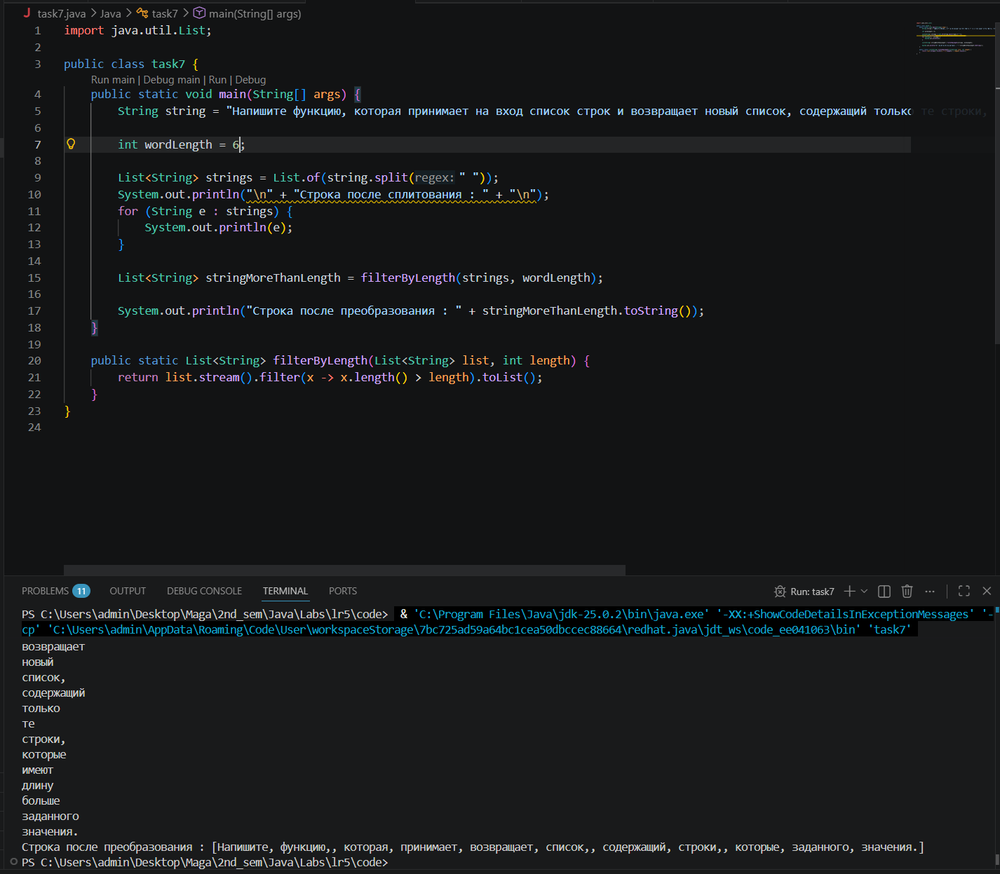 task7.java > Java > task7 > main(String[] args)
1 import java.util.List;
2
3 public class task7 {
Run main | Debug main | Run | Debug
4 public static void main(String[] args) {
5 String string = "Напишите функцию, которая принимает на вход список строк и возвращает новый список, содержащий только те строки,
6
7 int wordLength = 6;
8
9 List<String> strings = List.of(string.split(regex: " "));
10 System.out.println("\n" + "Строка после сплитования : " + "\n");
11 for (String e : strings) {
12 System.out.println(e);
13 }
14
15 List<String> stringMoreThanLength = filterByLength(strings, wordLength);
16
17 System.out.println("Строка после преобразования : " + stringMoreThanLength.toString());
18 }
19
20 public static List<String> filterByLength(List<String> list, int length) {
21 return list.stream().filter(x -> x.length() > length).toList();
22 }
23 }
24
PROBLEMS 11 OUTPUT DEBUG CONSOLE TERMINAL PORTS Run: task7
PS C:\Users\admin\Desktop\Maga\2nd_sem\Java\Labs\lr5\code> & 'C:\Program Files\Java\jdk-25.0.2\bin\java.exe' '-XX:+ShowCodeDetailsInExceptionMessages' '-
cp' 'C:\Users\admin\AppData\Roaming\Code\User\workspaceStorage\7bc725ad59a64bc1cea50dbccec88664\redhat.java\jdt_ws\code_ee041063\bin' 'task7'
возвращает
новый
список,
содержащий
только
те
строки,
которые
имеют
длину
больше
заданного
значения.
Строка после преобразования : [Напишите, функцию,, которая, принимает, возвращает, список,, содержащий, строки,, которые, заданного, значения.]
PS C:\Users\admin\Desktop\Maga\2nd_sem\Java\Labs\lr5\code>